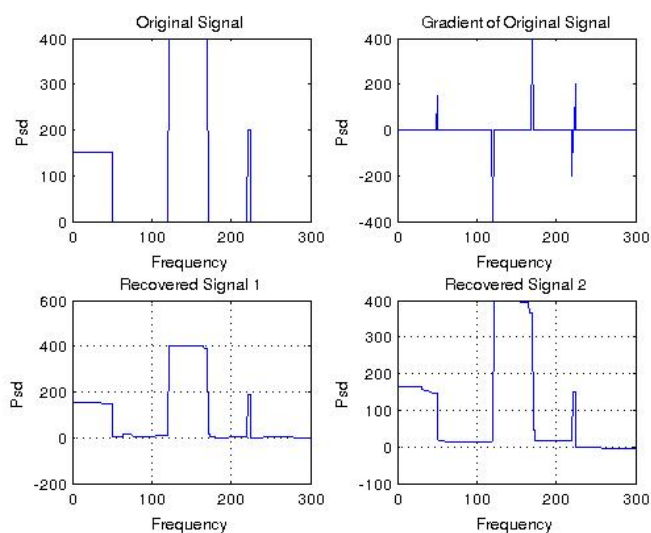 Original Signal
400
300
200
100
0
Psd
0 100 200 300
Frequency
Gradient of Original Signal
400
200
0
-200
-400
Psd
0 100 200 300
Frequency
Recovered Signal 1
600
400
200
0
-200
Psd
0 100 200 300
Frequency
Recovered Signal 2
400
300
200
100
0
-100
Psd
0 100 200 300
Frequency